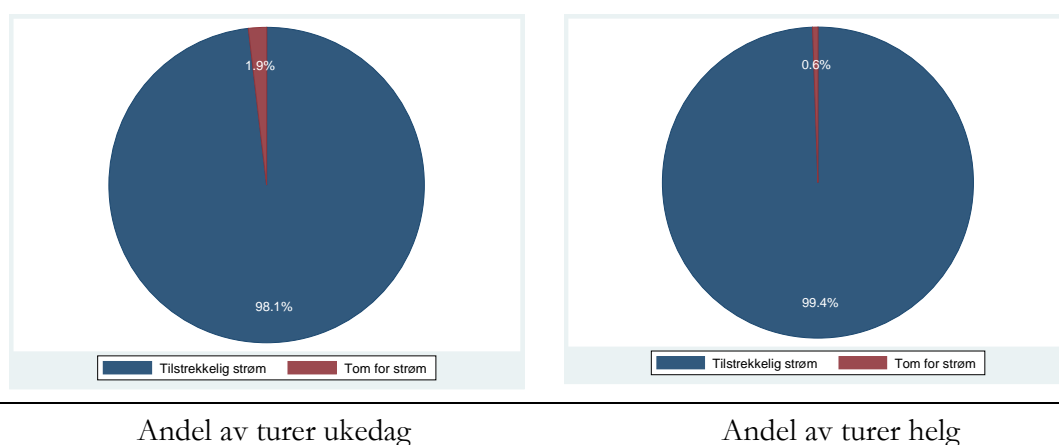 1.9%
98.1%
Tilstrekkelig strøm Tom for strøm
0.6%
99.4%
Tilstrekkelig strøm Tom for strøm
Andel av turer ukedag
Andel av turer helg